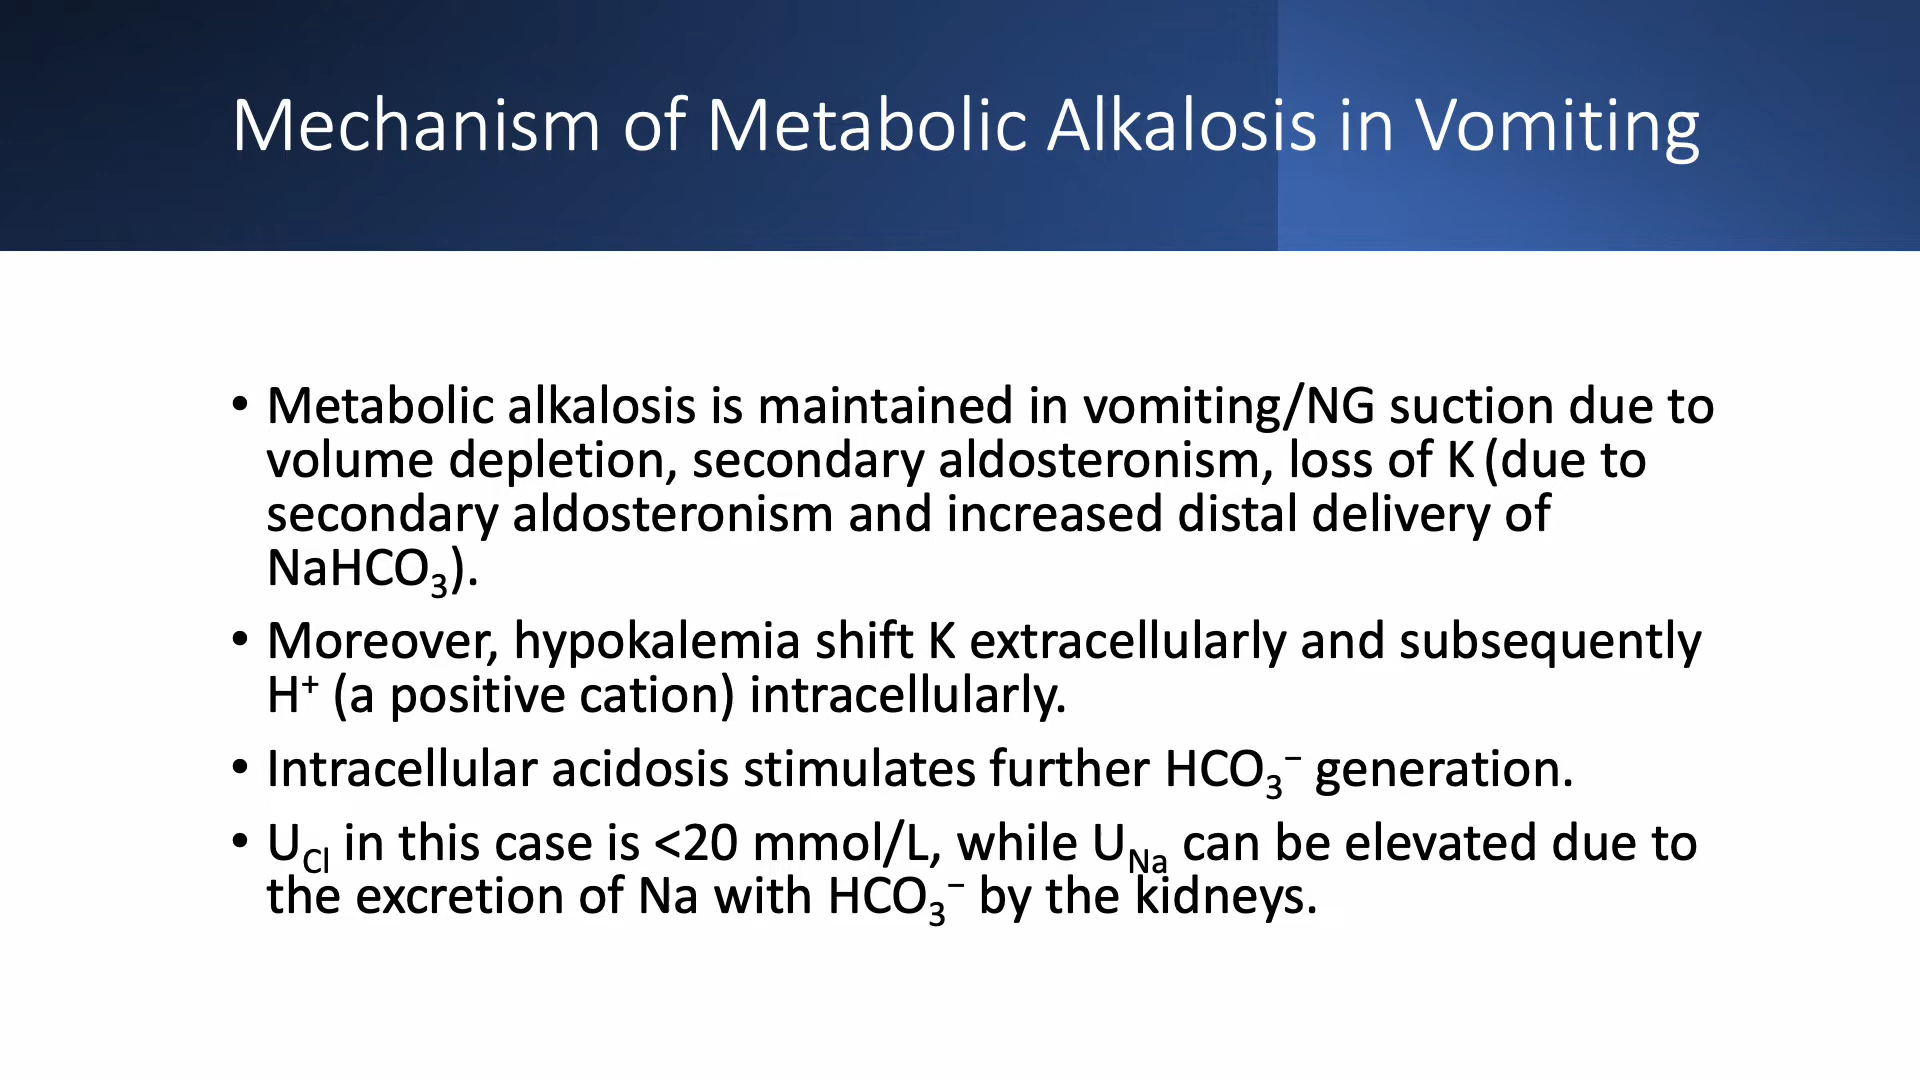 Mechanism of Metabolic Alkalosis in Vomiting
• Metabolic alkalosis is maintained in vomiting/NG suction due to
volume depletion, secondary aldosteronism, loss of K (due to
secondary aldosteronism and increased distal delivery of
NaHCO₃).
• Moreover, hypokalemia shift K extracellularly and subsequently
H⁺ (a positive cation) intracellularly.
• Intracellular acidosis stimulates further HCO₃⁻ generation.
• U_Cl in this case is <20 mmol/L, while U_Na can be elevated due to
the excretion of Na with HCO₃⁻ by the kidneys.